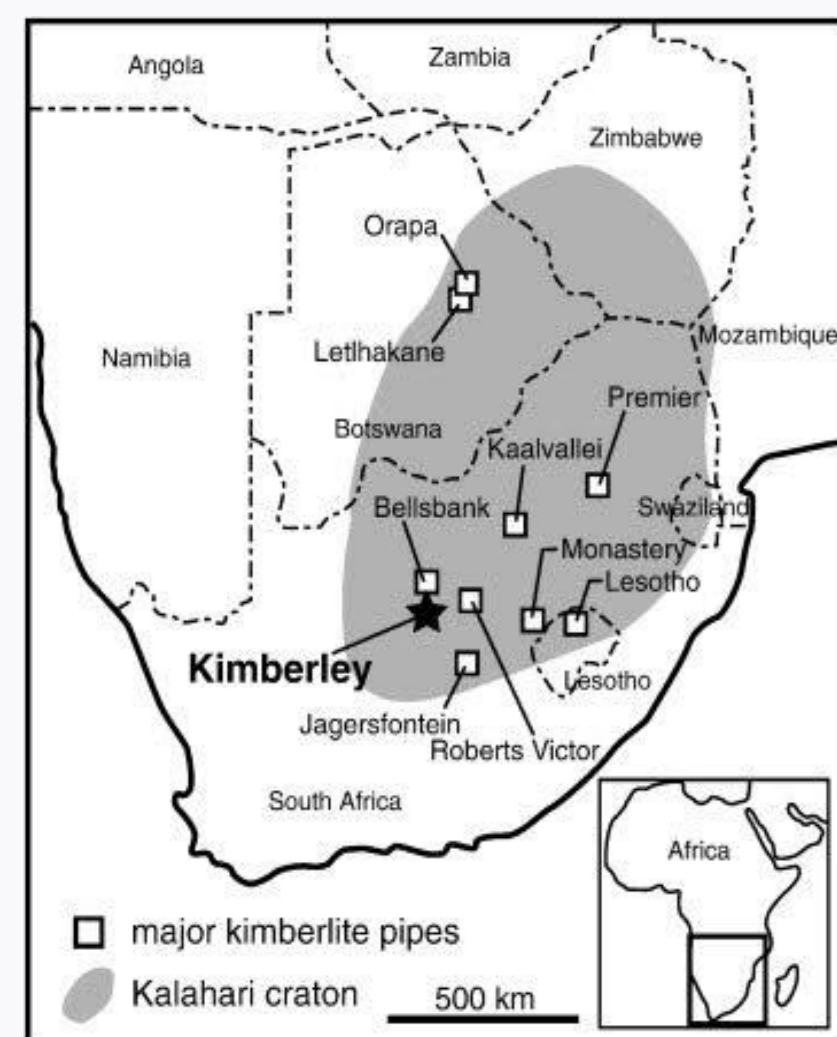 Angola
Zambia
Zimbabwe
Orapa
Namibia
Letlhakane
Mozambique
Premier
Botswana
Kaalvallei
Bellsbank
Swaziland
Monastery
Lesotho
Kimberley
Lesotho
Jagersfontein
Roberts Victor
South Africa
Africa
major kimberlite pipes
Kalahari craton
500 km